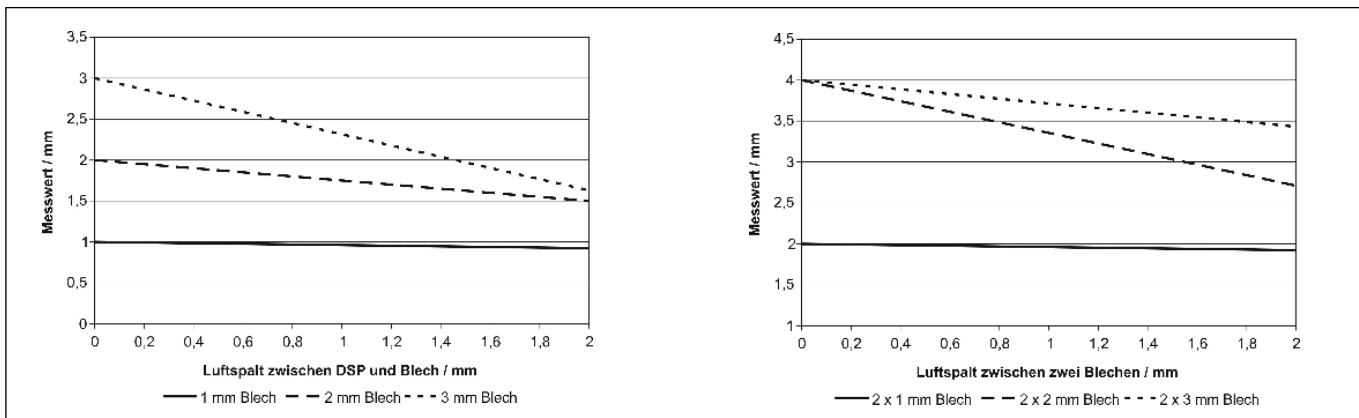 3,5
3
2,5
2
1,5
1
0,5
0
Messwert / mm
0 0,2 0,4 0,6 0,8 1 1,2 1,4 1,6 1,8 2
Luftspalt zwischen DSP und Blech / mm
1 mm Blech 2 mm Blech 3 mm Blech
4,5
4
3,5
3
2,5
2
1,5
1
Messwert / mm
0 0,2 0,4 0,6 0,8 1 1,2 1,4 1,6 1,8 2
Luftspalt zwischen zwei Blechen / mm
2 x 1 mm Blech 2 x 2 mm Blech 2 x 3 mm Blech